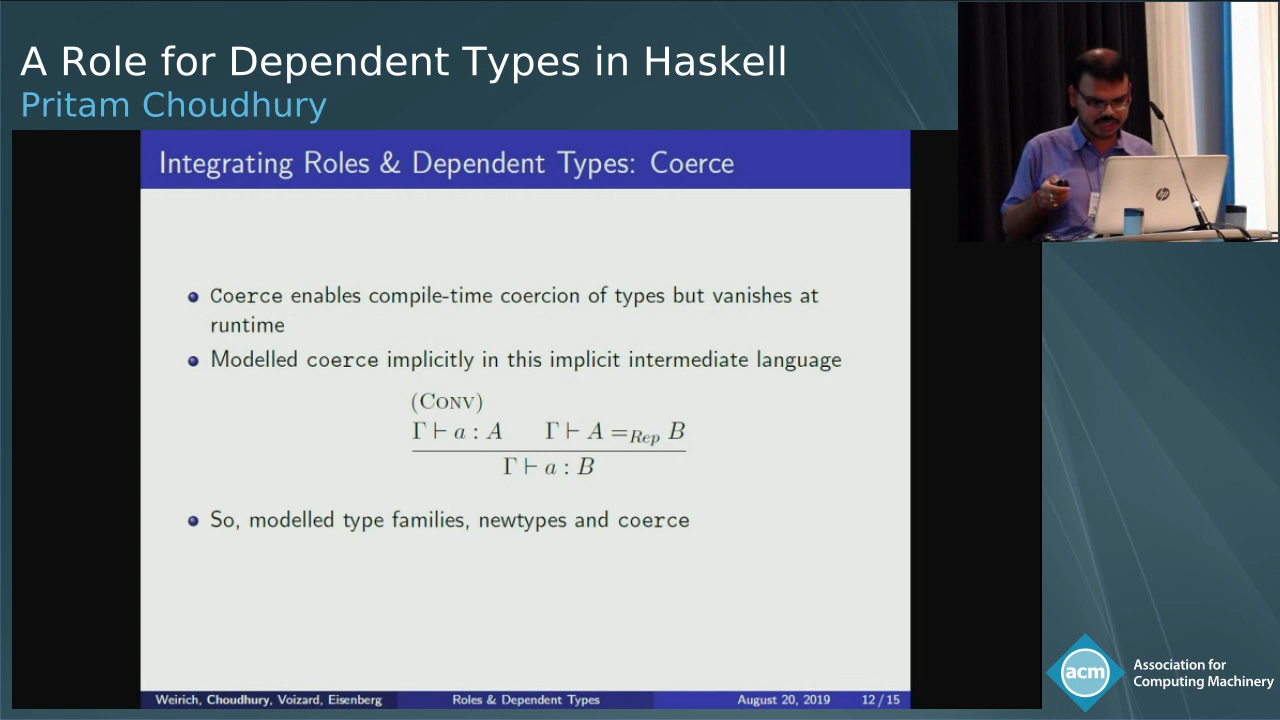 A Role for Dependent Types in Haskell
Pritam Choudhury
Integrating Roles & Dependent Types: Coerce
Coerce enables compile-time coercion of types but vanishes at
runtime
Modelled coerce implicitly in this implicit intermediate language
(CONV)
Γ ⊢ a : A Γ ⊢ A =Rep B
Γ ⊢ a : B
So, modelled type families, newtypes and coerce
Weirich, Choudhury, Voizard, Eisenberg Roles & Dependent Types August 20, 2019 12 / 15
hp
acm
Association for
Computing Machinery